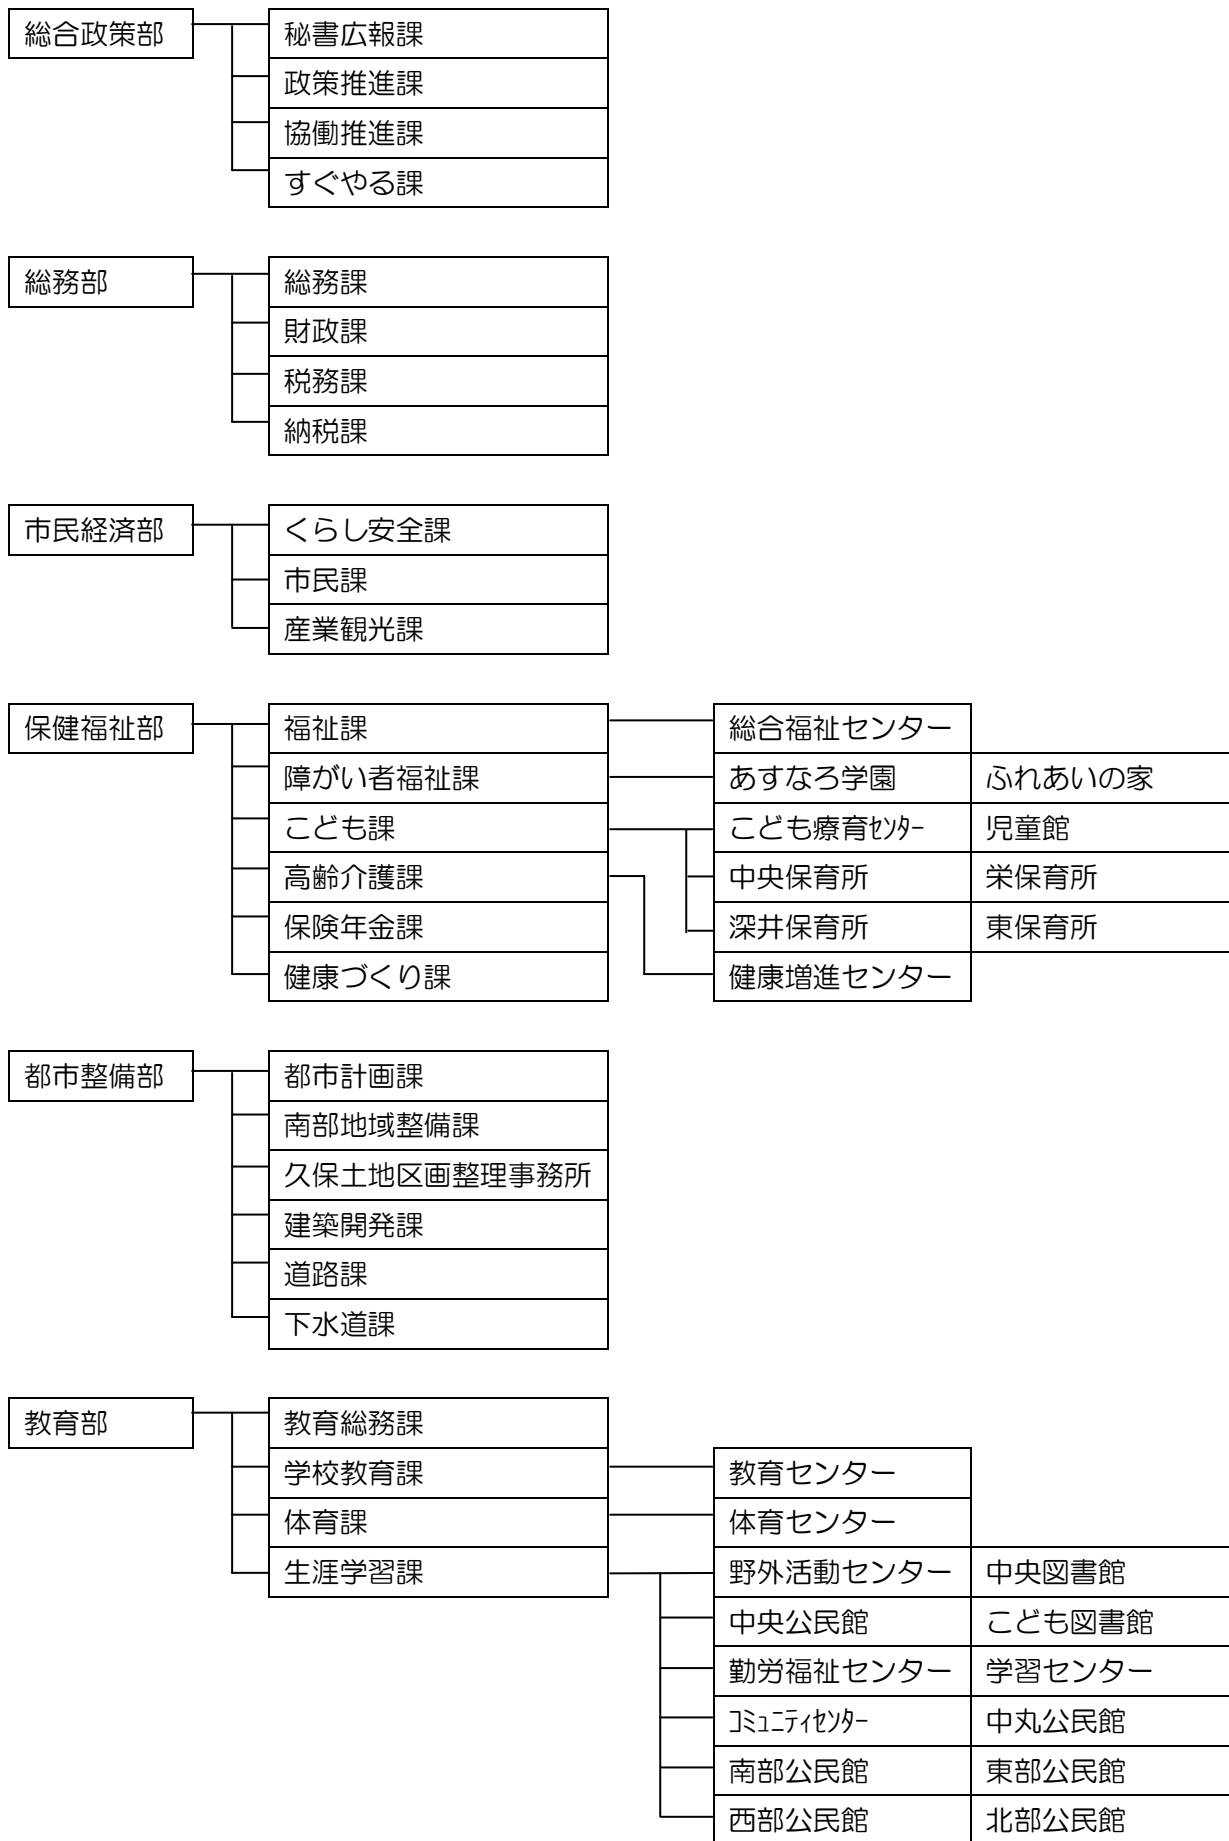 総合政策部 秘書広報課
政策推進課
協働推進課
すぐやる課
総務部 総務課
財政課
税務課
納税課
市民経済部 くらし安全課
市民課
産業観光課
保健福祉部 福祉課 総合福祉センター
障がい者福祉課 あすなろ学園 ふれあいの家
こども課 こども療育ｾﾝﾀｰ 児童館
高齢介護課 中央保育所 栄保育所
保険年金課 深井保育所 東保育所
健康づくり課 健康増進センター
都市整備部 都市計画課
南部地域整備課
久保土地区画整理事務所
建築開発課
道路課
下水道課
教育部 教育総務課
学校教育課 教育センター
体育課 体育センター
生涯学習課 野外活動センター 中央図書館
中央公民館 こども図書館
勤労福祉センター 学習センター
ｺﾐｭﾆﾃｨｾﾝﾀｰ 中丸公民館
南部公民館 東部公民館
西部公民館 北部公民館